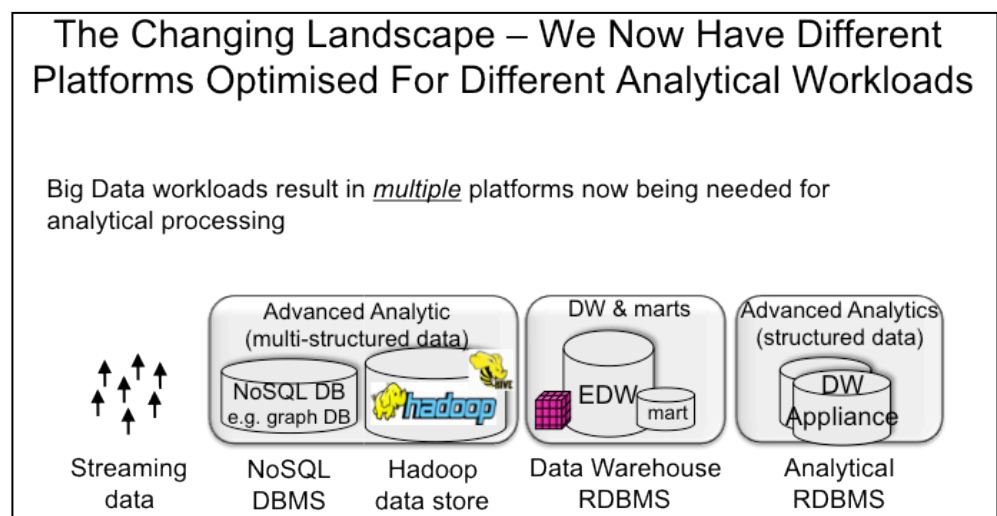 The Changing Landscape – We Now Have Different
Platforms Optimised For Different Analytical Workloads
Big Data workloads result in multiple platforms now being needed for
analytical processing
Advanced Analytic
(multi-structured data)
NoSQL DB
e.g. graph DB
HIVE
hadoop
DW & marts
EDW
mart
Advanced Analytics
(structured data)
DW
Appliance
Streaming
data
NoSQL
DBMS
Hadoop
data store
Data Warehouse
RDBMS
Analytical
RDBMS